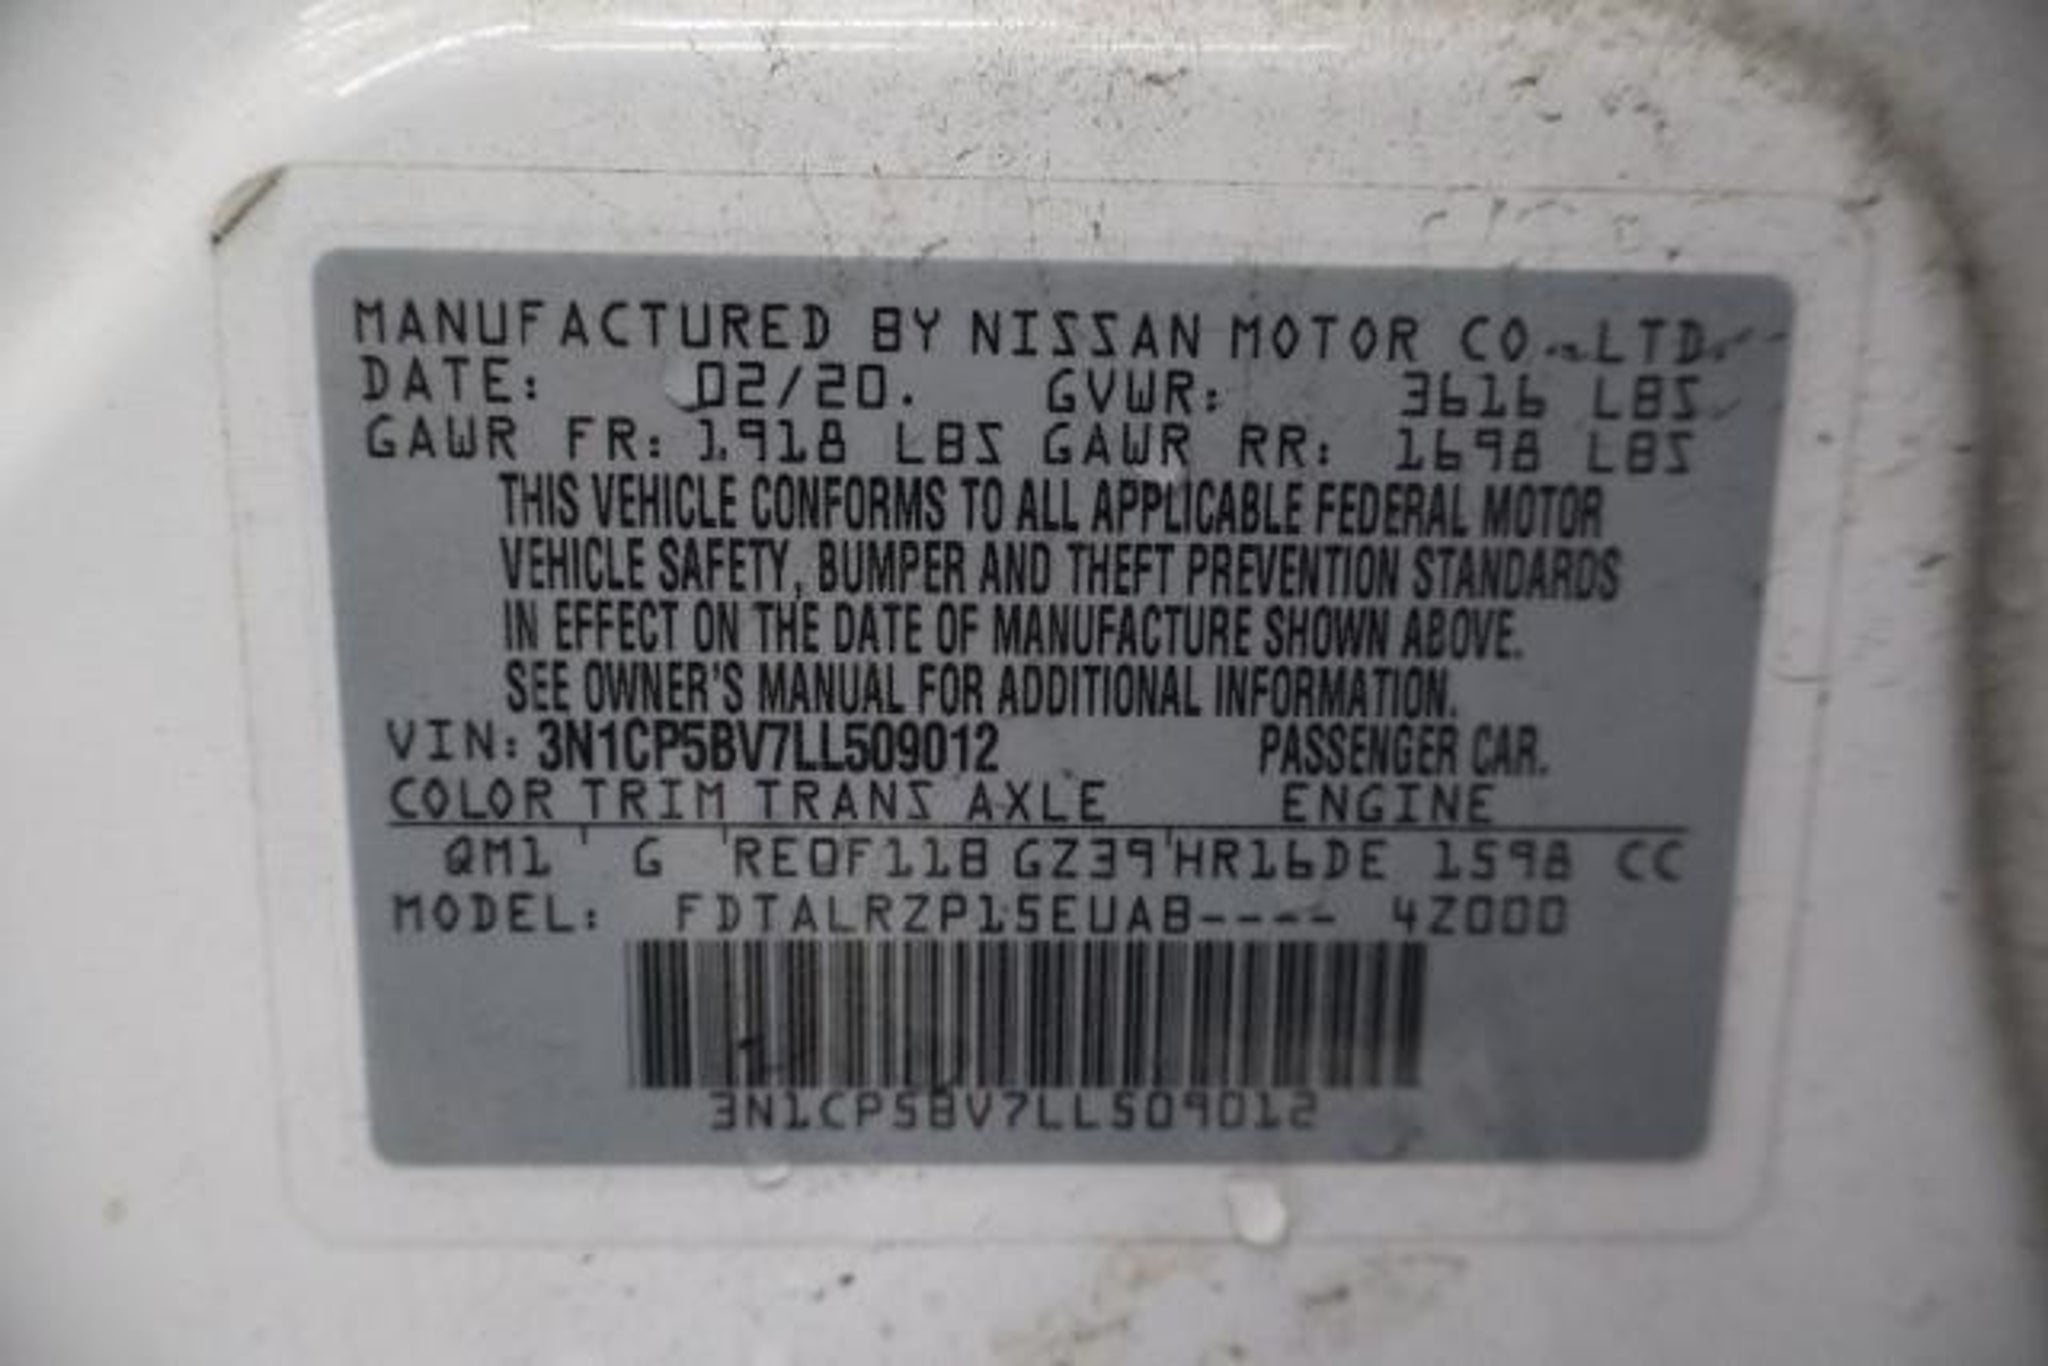 MANUFACTURED BY NISSAN MOTOR CO., LTD.
DATE: 02/20. GVWR: 3616 LBS
GAWR FR: 1918 LBS GAWR RR: 1698 LBS
THIS VEHICLE CONFORMS TO ALL APPLICABLE FEDERAL MOTOR
VEHICLE SAFETY, BUMPER AND THEFT PREVENTION STANDARDS
IN EFFECT ON THE DATE OF MANUFACTURE SHOWN ABOVE.
SEE OWNER'S MANUAL FOR ADDITIONAL INFORMATION.
VIN: 3N1CP5BV7LL509012 PASSENGER CAR.
COLOR TRIM TRANS AXLE ENGINE
QM1 G RE0F11B GZ39 HR16DE 1598 CC
MODEL: FDTALRZP15EUAB---- 4Z000
3N1CP5BV7LL509012